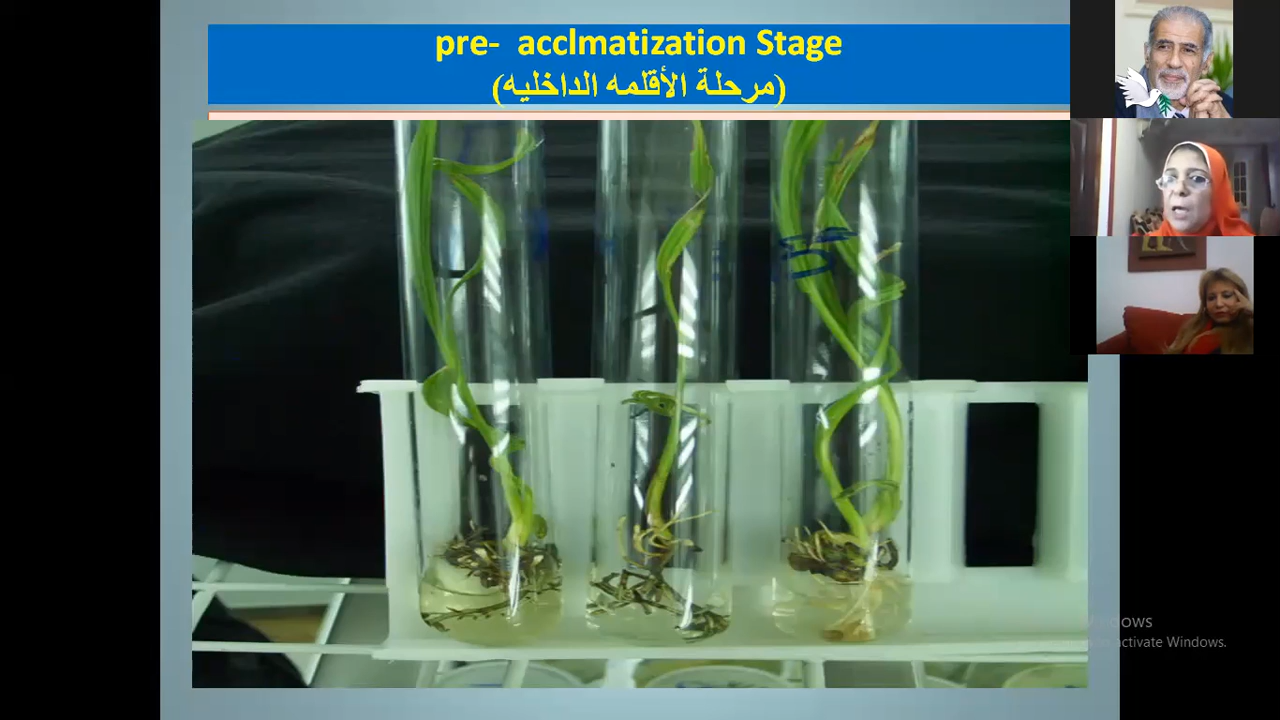 pre- acclmatization Stage
(مرحلة الأقلمه الداخليه)
activate Windows.